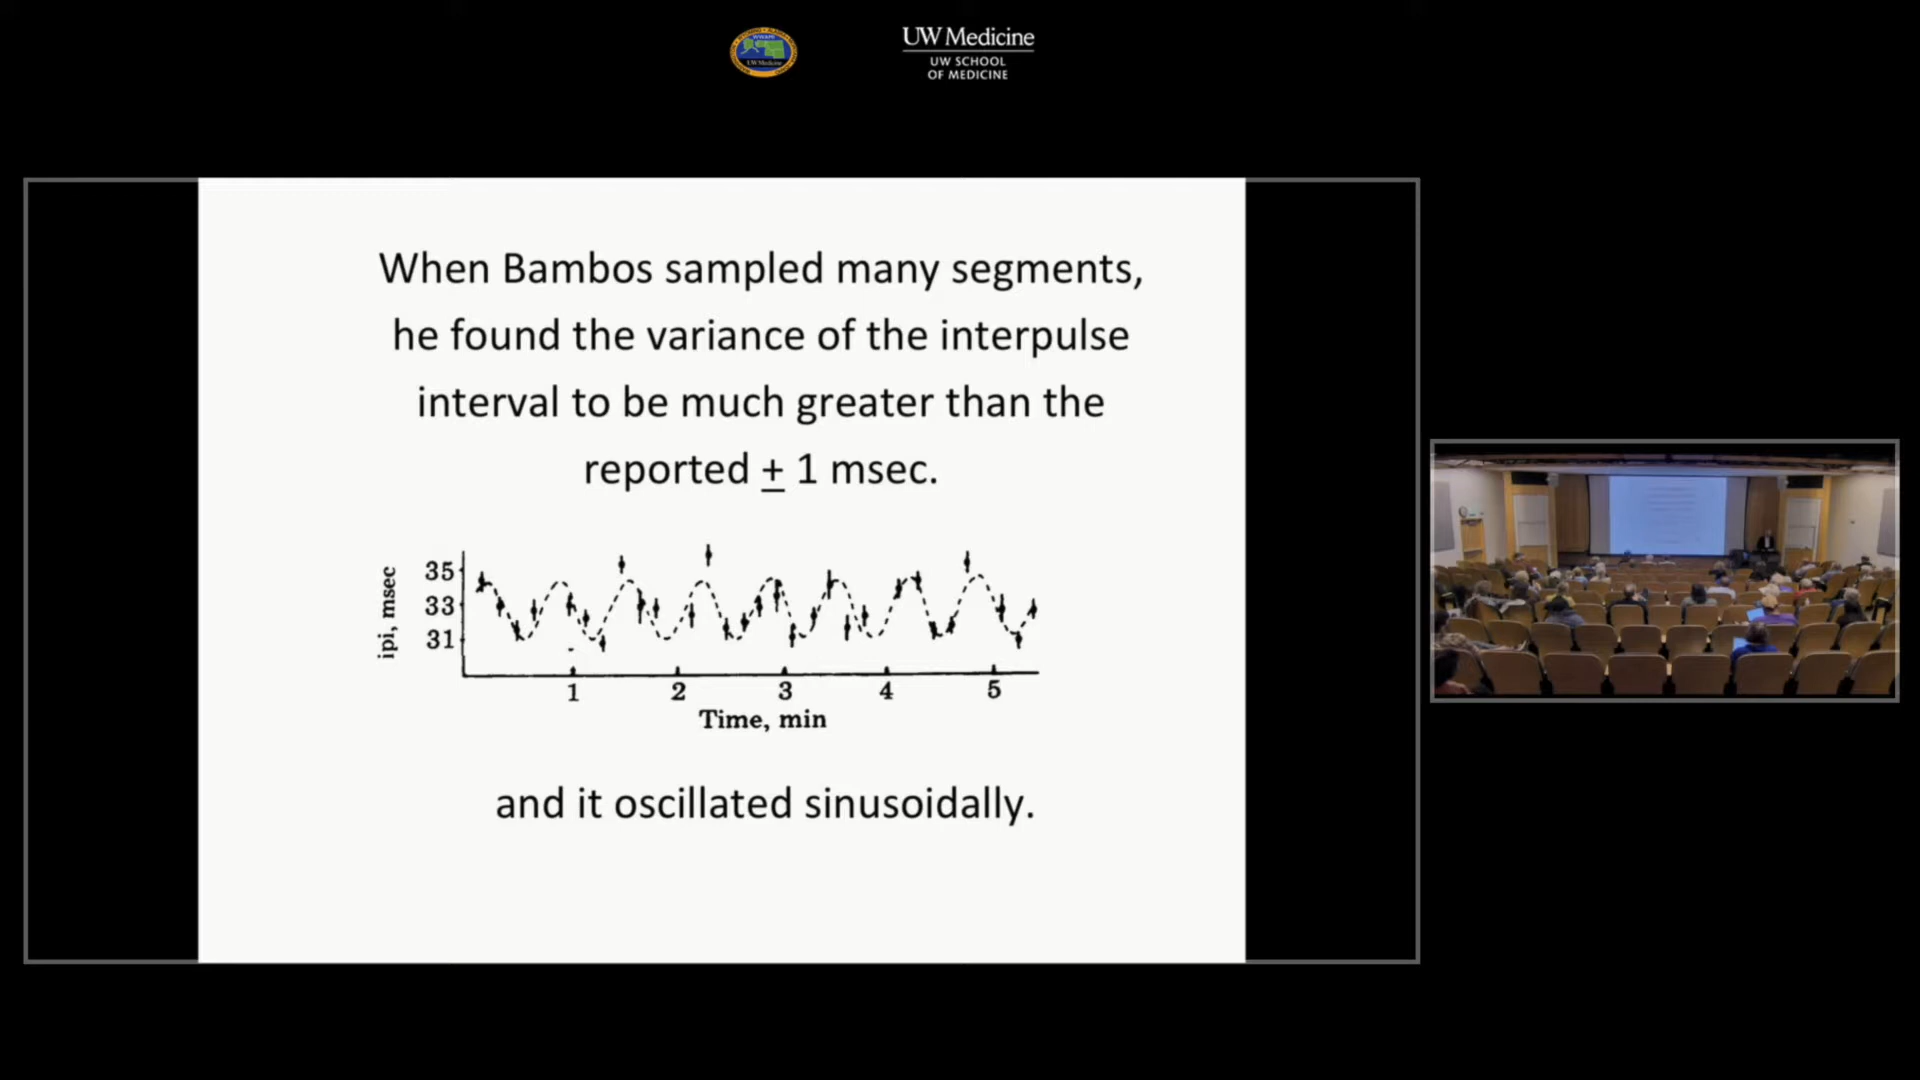 UW Medicine
UW SCHOOL
OF MEDICINE
When Bambos sampled many segments,
he found the variance of the interpulse
interval to be much greater than the
reported ± 1 msec.
ipi, msec
35
33
31
1 2 3 4 5
Time, min
and it oscillated sinusoidally.